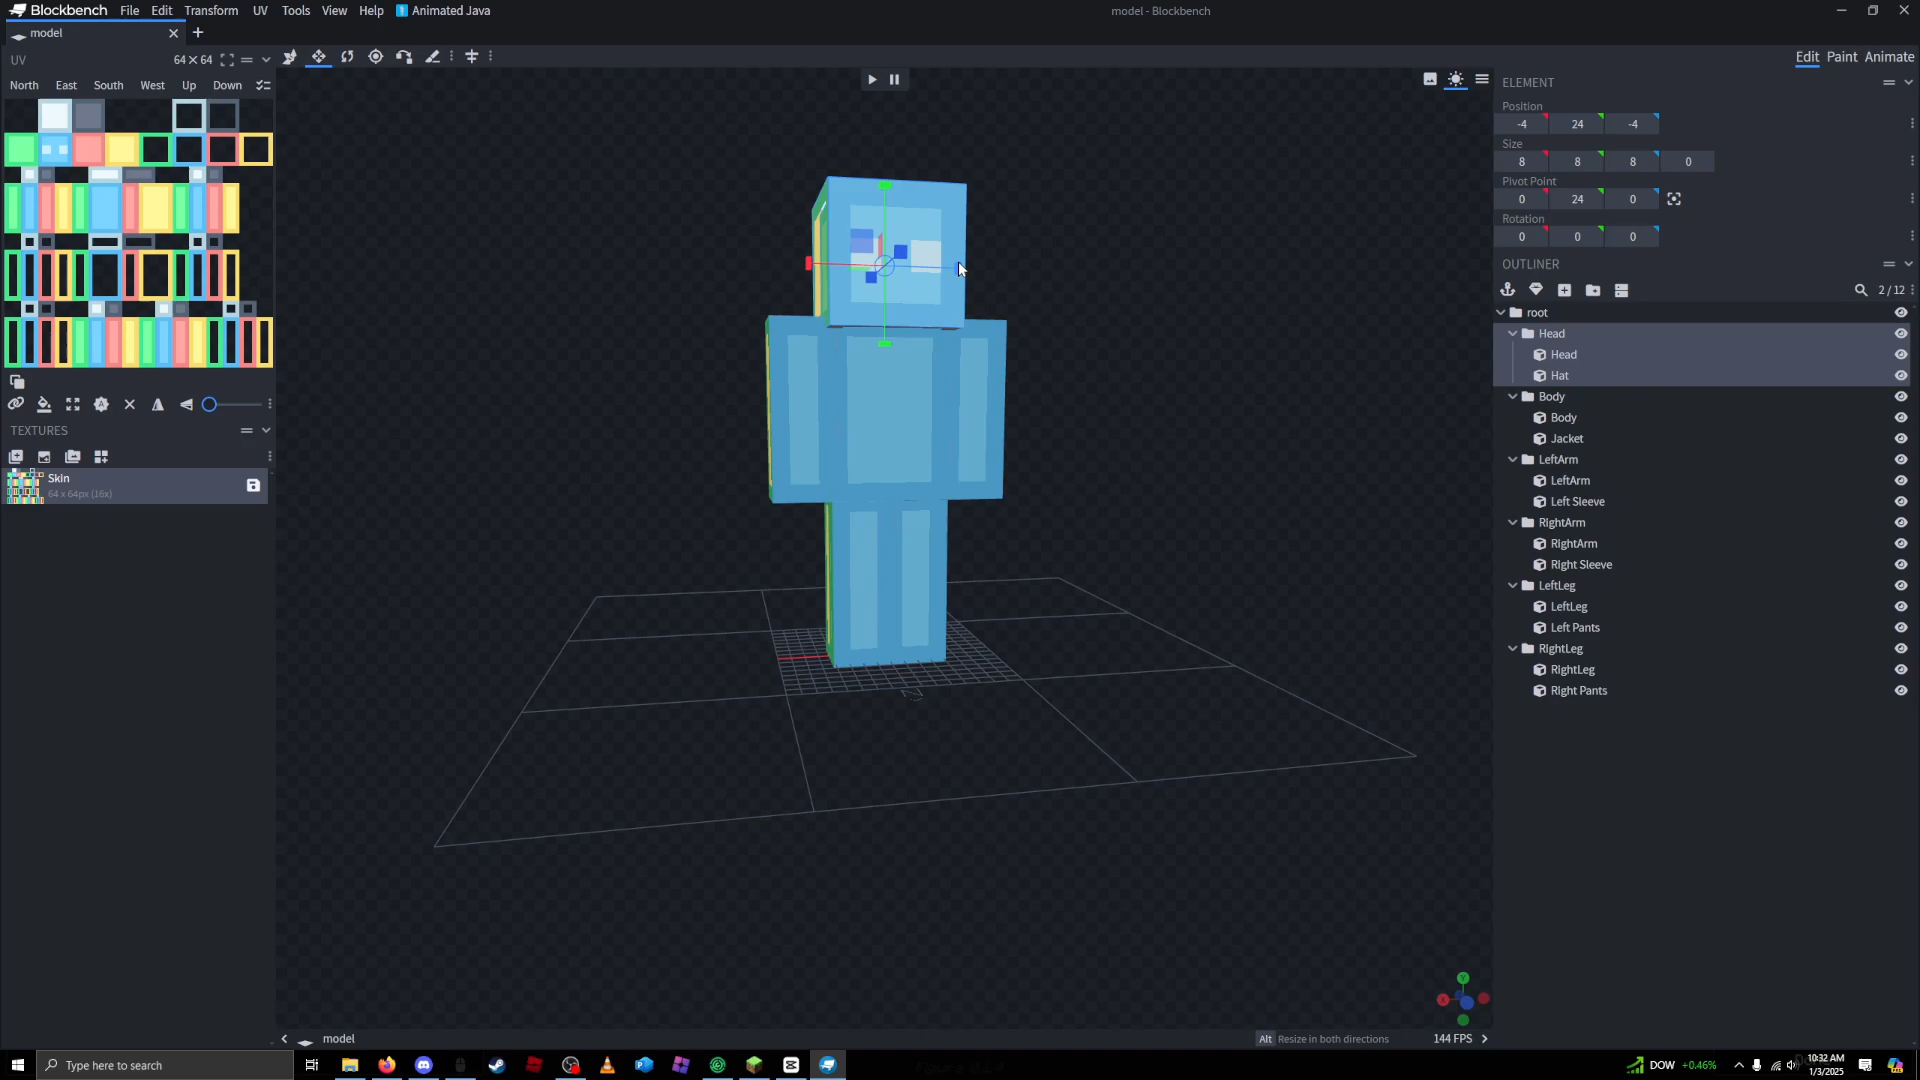 Blockbench File Edit Transform UV Tools View Help Animated Java model - Blockbench
model
Edit Paint Animate
UV 64×64
North East South West Up Down
ELEMENT
Position
-4 24 -4
Size
8 8 8 0
Pivot Point
0 24 0
Rotation
0 0 0
OUTLINER
2 / 12
root
Head
Head
Hat
Body
Body
Jacket
LeftArm
LeftArm
Left Sleeve
RightArm
RightArm
Right Sleeve
LeftLeg
LeftLeg
Left Pants
RightLeg
RightLeg
Right Pants
TEXTURES
Skin
64 x 64px (16x)
Y
X
model
Alt Resize in both directions 144 FPS
Type here to search
DOW +0.46%
10:32 AM
1/3/2025